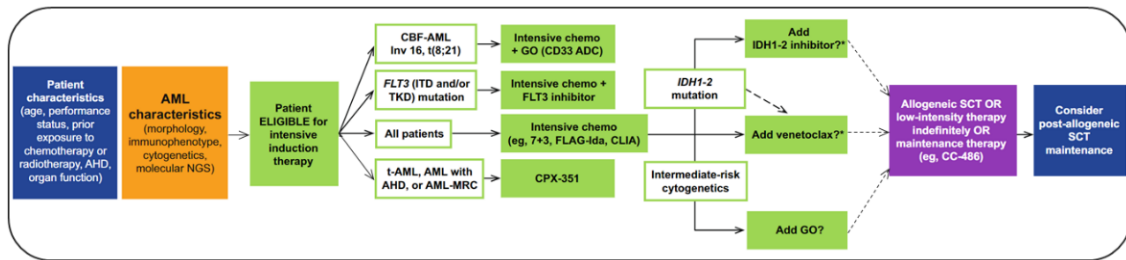 Patient
characteristics
(age, performance
status, prior
exposure to
chemotherapy or
radiotherapy, AHD,
organ function)
AML
characteristics
(morphology,
immunophenotype,
cytogenetics,
molecular NGS)
Patient
ELIGIBLE for
intensive
induction
therapy
CBF-AML
Inv 16, t(8;21)
Intensive chemo
+ GO (CD33 ADC)
FLT3 (ITD and/or
TKD) mutation
Intensive chemo +
FLT3 inhibitor
All patients
Intensive chemo
(eg, 7+3, FLAG-Ida, CLIA)
t-AML, AML with
AHD, or AML-MRC
CPX-351
IDH1-2
mutation
Intermediate-risk
cytogenetics
Add
IDH1-2 inhibitor?*
Add venetoclax?*
Add GO?
Allogeneic SCT OR
low-intensity therapy
indefinitely OR
maintenance therapy
(eg, CC-486)
Consider
post-allogeneic
SCT
maintenance